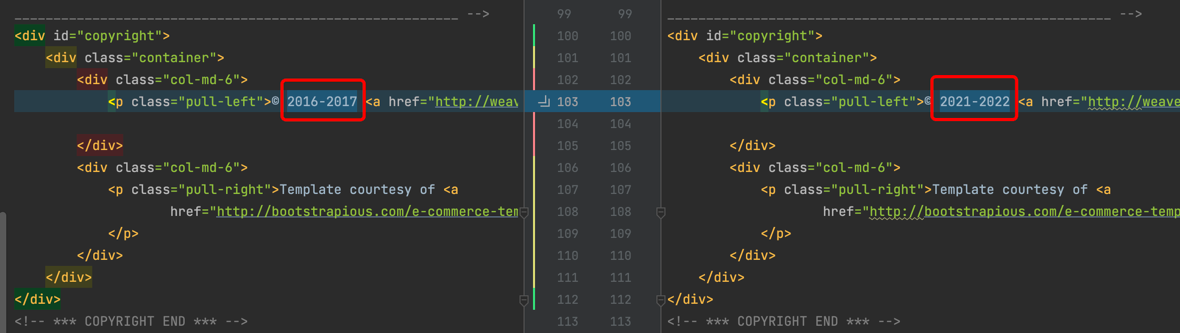 _________________________________________________________ -->
<div id="copyright">
<div class="container">
<div class="col-md-6">
<p class="pull-left">© 2016-2017 <a href="http://weave
</div>
<div class="col-md-6">
<p class="pull-right">Template courtesy of <a
href="http://bootstrapious.com/e-commerce-tem
</p>
</div>
</div>
</div>
<!-- *** COPYRIGHT END *** -->
99 99
100 100
101 101
102 102
103 103
104 104
105 105
106 106
107 107
108 108
109 109
110 110
111 111
112 112
113 113
_________________________________________________________ -->
<div id="copyright">
<div class="container">
<div class="col-md-6">
<p class="pull-left">© 2021-2022 <a href="http://weave
</div>
<div class="col-md-6">
<p class="pull-right">Template courtesy of <a
href="http://bootstrapious.com/e-commerce-temp
</p>
</div>
</div>
</div>
<!-- *** COPYRIGHT END *** -->